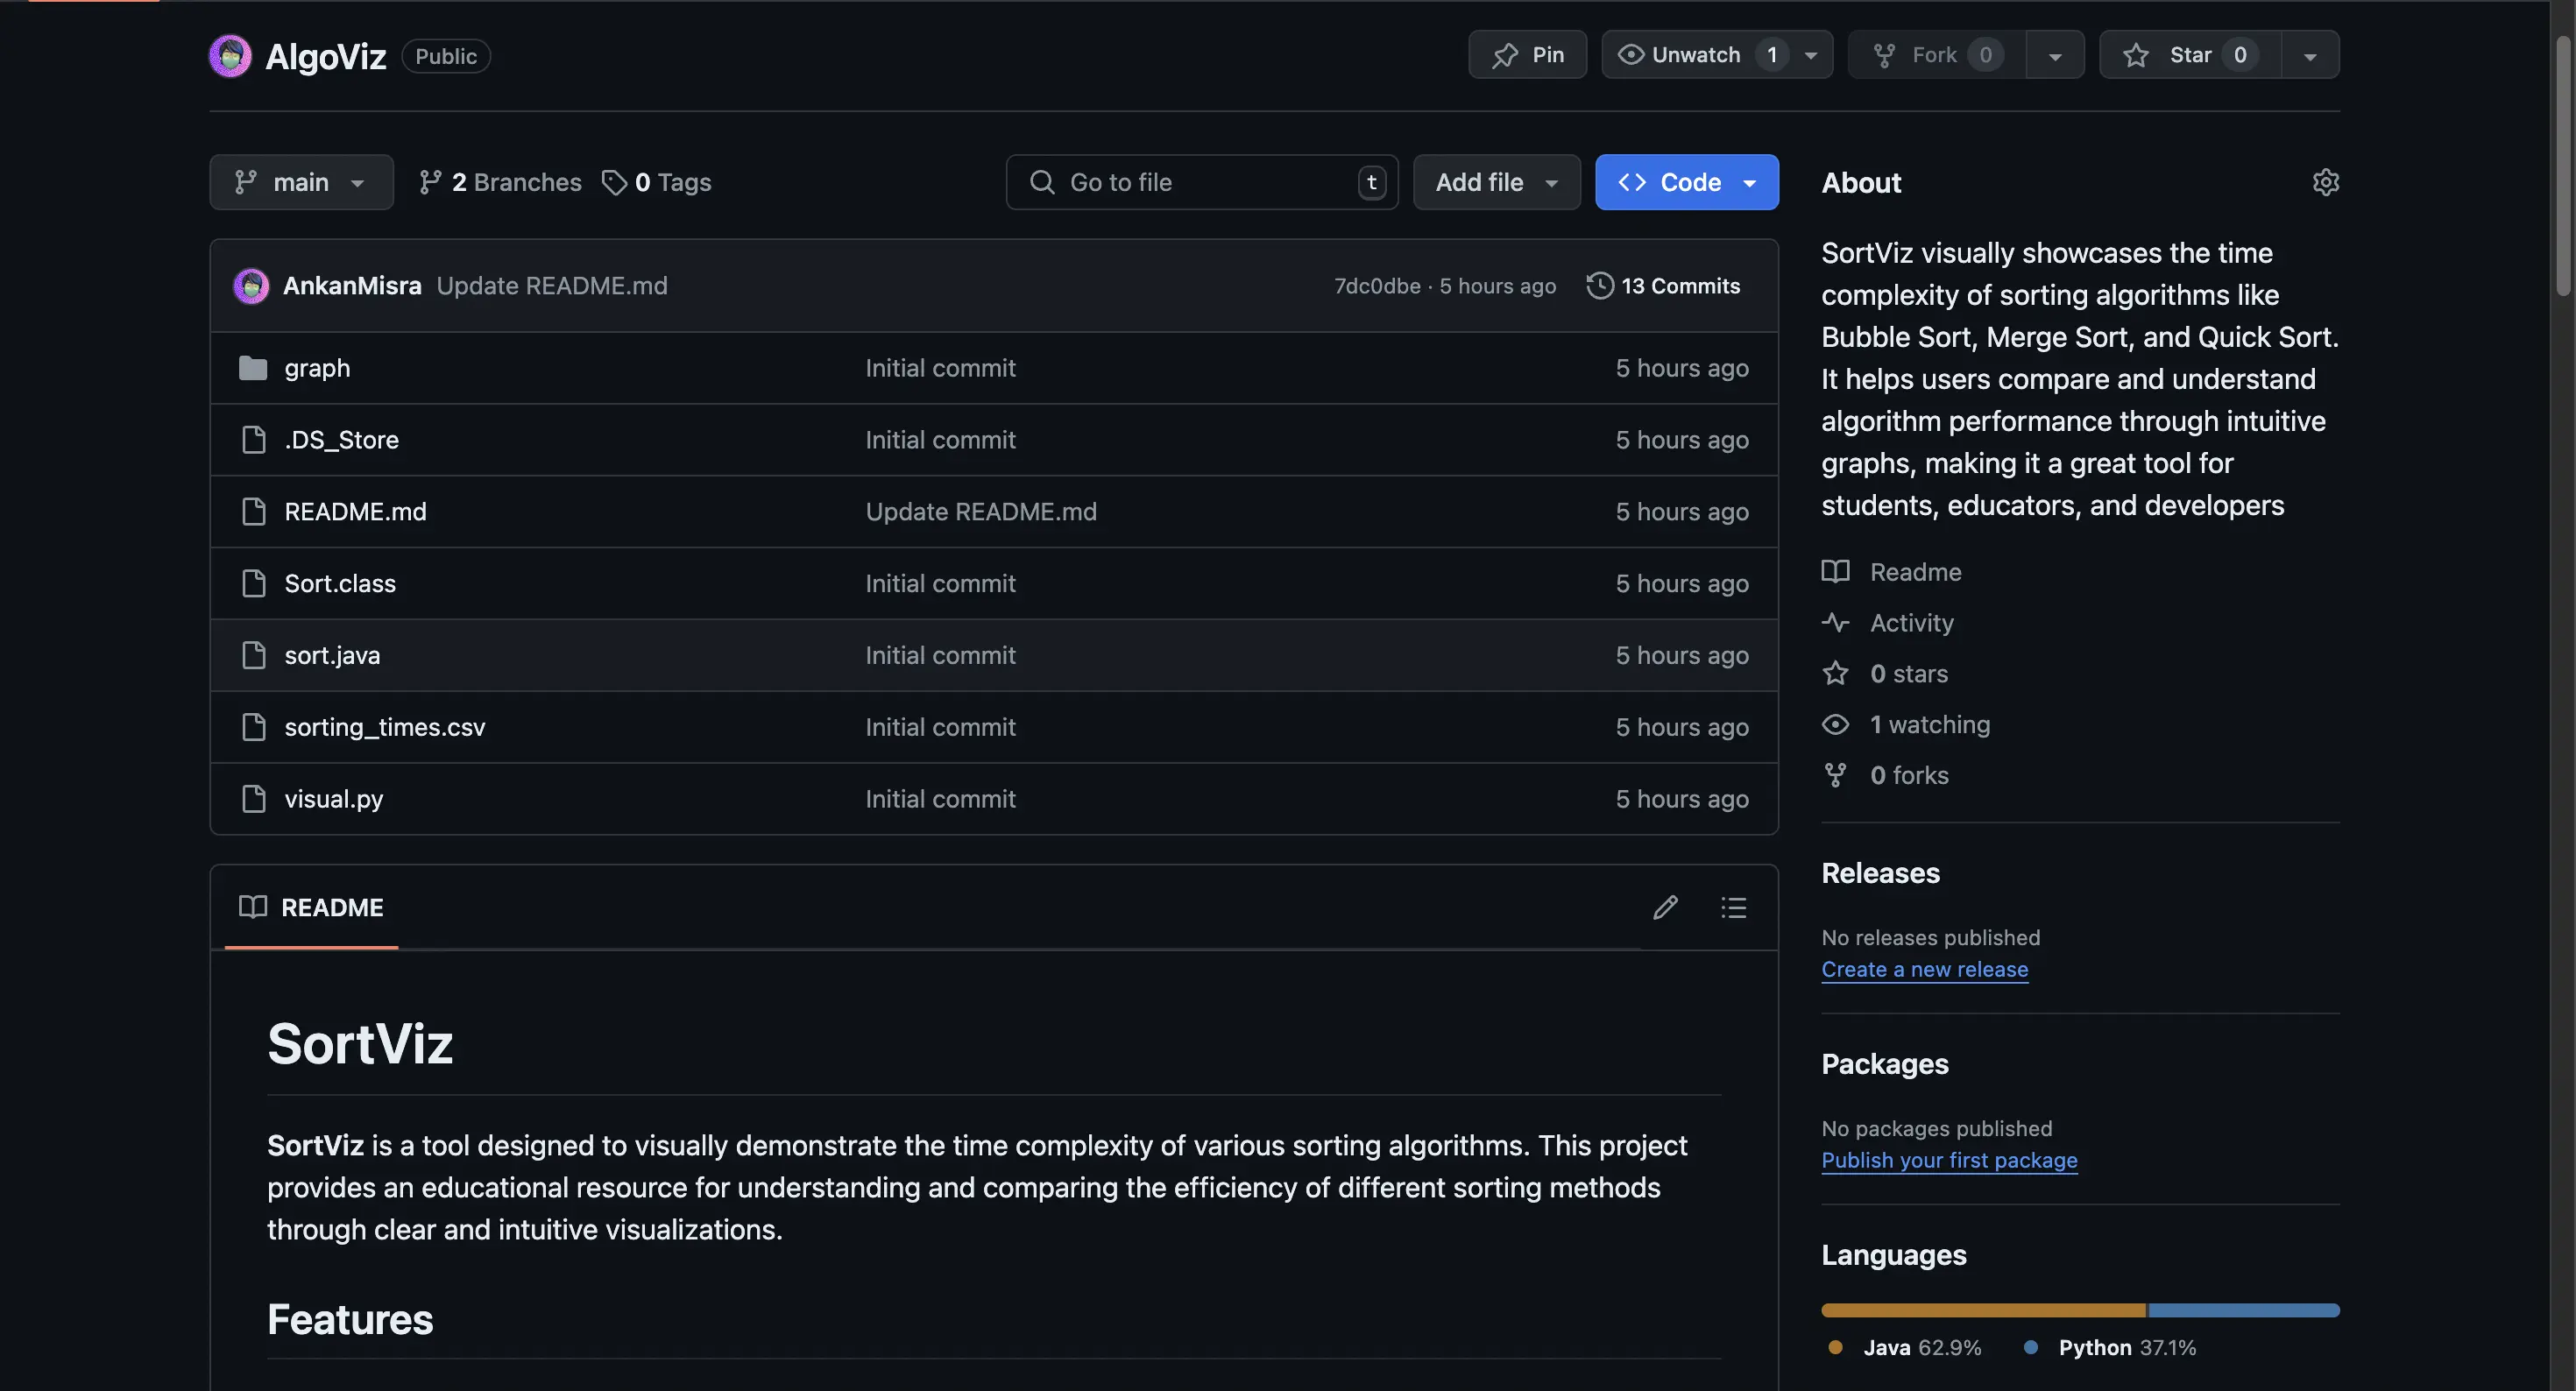 AlgoViz Public
Pin
Unwatch 1
Fork 0
Star 0
main
2 Branches
0 Tags
Go to file t
Add file
Code
AnkanMisra Update README.md 7dc0dbe · 5 hours ago 13 Commits
graph Initial commit 5 hours ago
.DS_Store Initial commit 5 hours ago
README.md Update README.md 5 hours ago
Sort.class Initial commit 5 hours ago
sort.java Initial commit 5 hours ago
sorting_times.csv Initial commit 5 hours ago
visual.py Initial commit 5 hours ago
README
SortViz
SortViz is a tool designed to visually demonstrate the time complexity of various sorting algorithms. This project
provides an educational resource for understanding and comparing the efficiency of different sorting methods
through clear and intuitive visualizations.
Features
About
SortViz visually showcases the time
complexity of sorting algorithms like
Bubble Sort, Merge Sort, and Quick Sort.
It helps users compare and understand
algorithm performance through intuitive
graphs, making it a great tool for
students, educators, and developers
Readme
Activity
0 stars
1 watching
0 forks
Releases
No releases published
Create a new release
Packages
No packages published
Publish your first package
Languages
Java 62.9% Python 37.1%